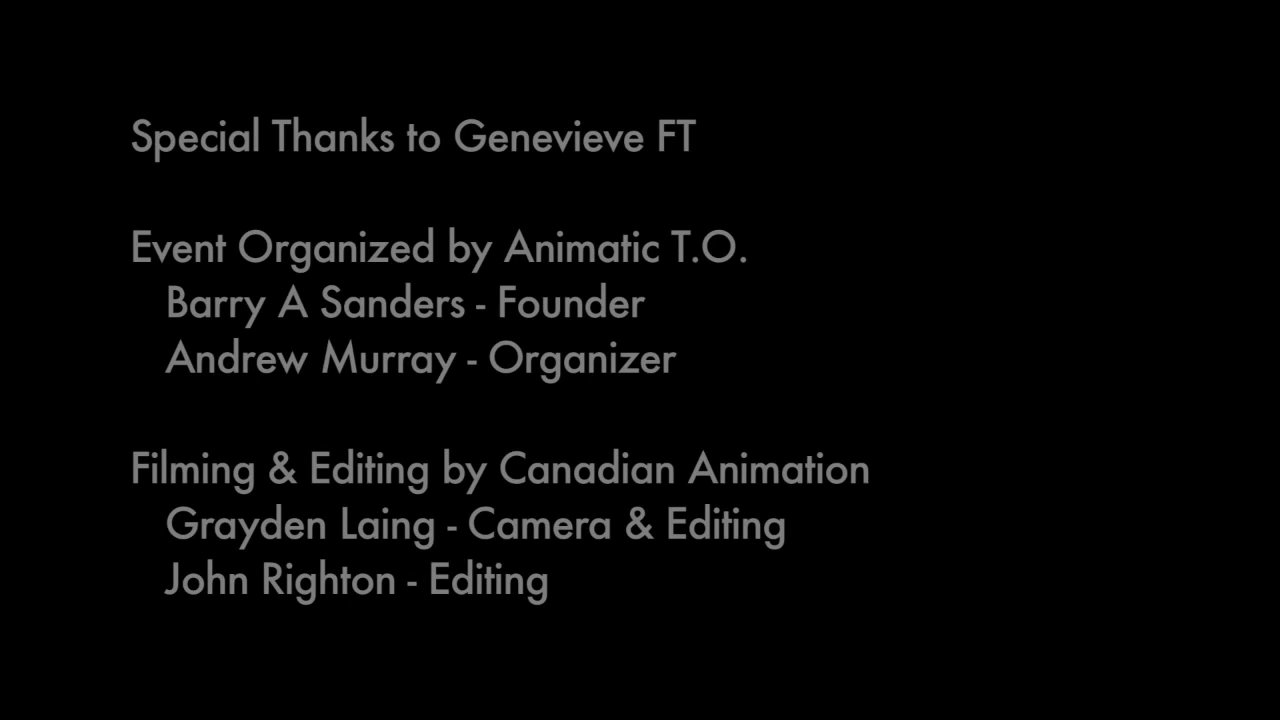 Special Thanks to Genevieve FT
Event Organized by Animatic T.O.
Barry A Sanders - Founder
Andrew Murray - Organizer
Filming & Editing by Canadian Animation
Grayden Laing - Camera & Editing
John Righton - Editing